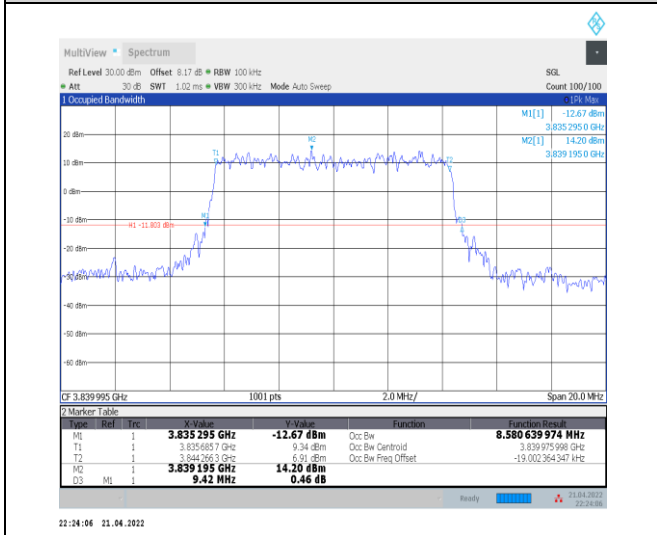 MultiView Spectrum
Ref Level 30.00 dBm Offset 8.17 dB RBW 100 kHz SGL
Att 30 dB SWT 1.02 ms VBW 300 kHz Mode Auto Sweep Count 100/100
1 Occupied Bandwidth 1Pk Max
M1[1] -12.67 dBm
3.835 295 0 GHz
M2[1] 14.20 dBm
3.839 195 0 GHz
20 dBm
M2
T1
T2
10 dBm
0 dBm
-10 dBm
M1
D3
H1 -11.803 dBm
-20 dBm
-30 dBm
-40 dBm
-50 dBm
-60 dBm
CF 3.839 995 GHz 1001 pts 2.0 MHz/ Span 20.0 MHz
2 Marker Table
Type Ref Trc X-Value Y-Value Function Function Result
M1 1 3.835 295 GHz -12.67 dBm Occ Bw 8.580 639 974 MHz
T1 1 3.835 685 7 GHz 9.34 dBm Occ Bw Centroid 3.839 975 998 GHz
T2 1 3.844 266 3 GHz 6.91 dBm Occ Bw Freq Offset -19.002 364 347 kHz
M2 1 3.839 195 GHz 14.20 dBm
D3 M1 1 9.42 MHz 0.46 dB
Ready 21.04.2022
22:24:06
22:24:06 21.04.2022